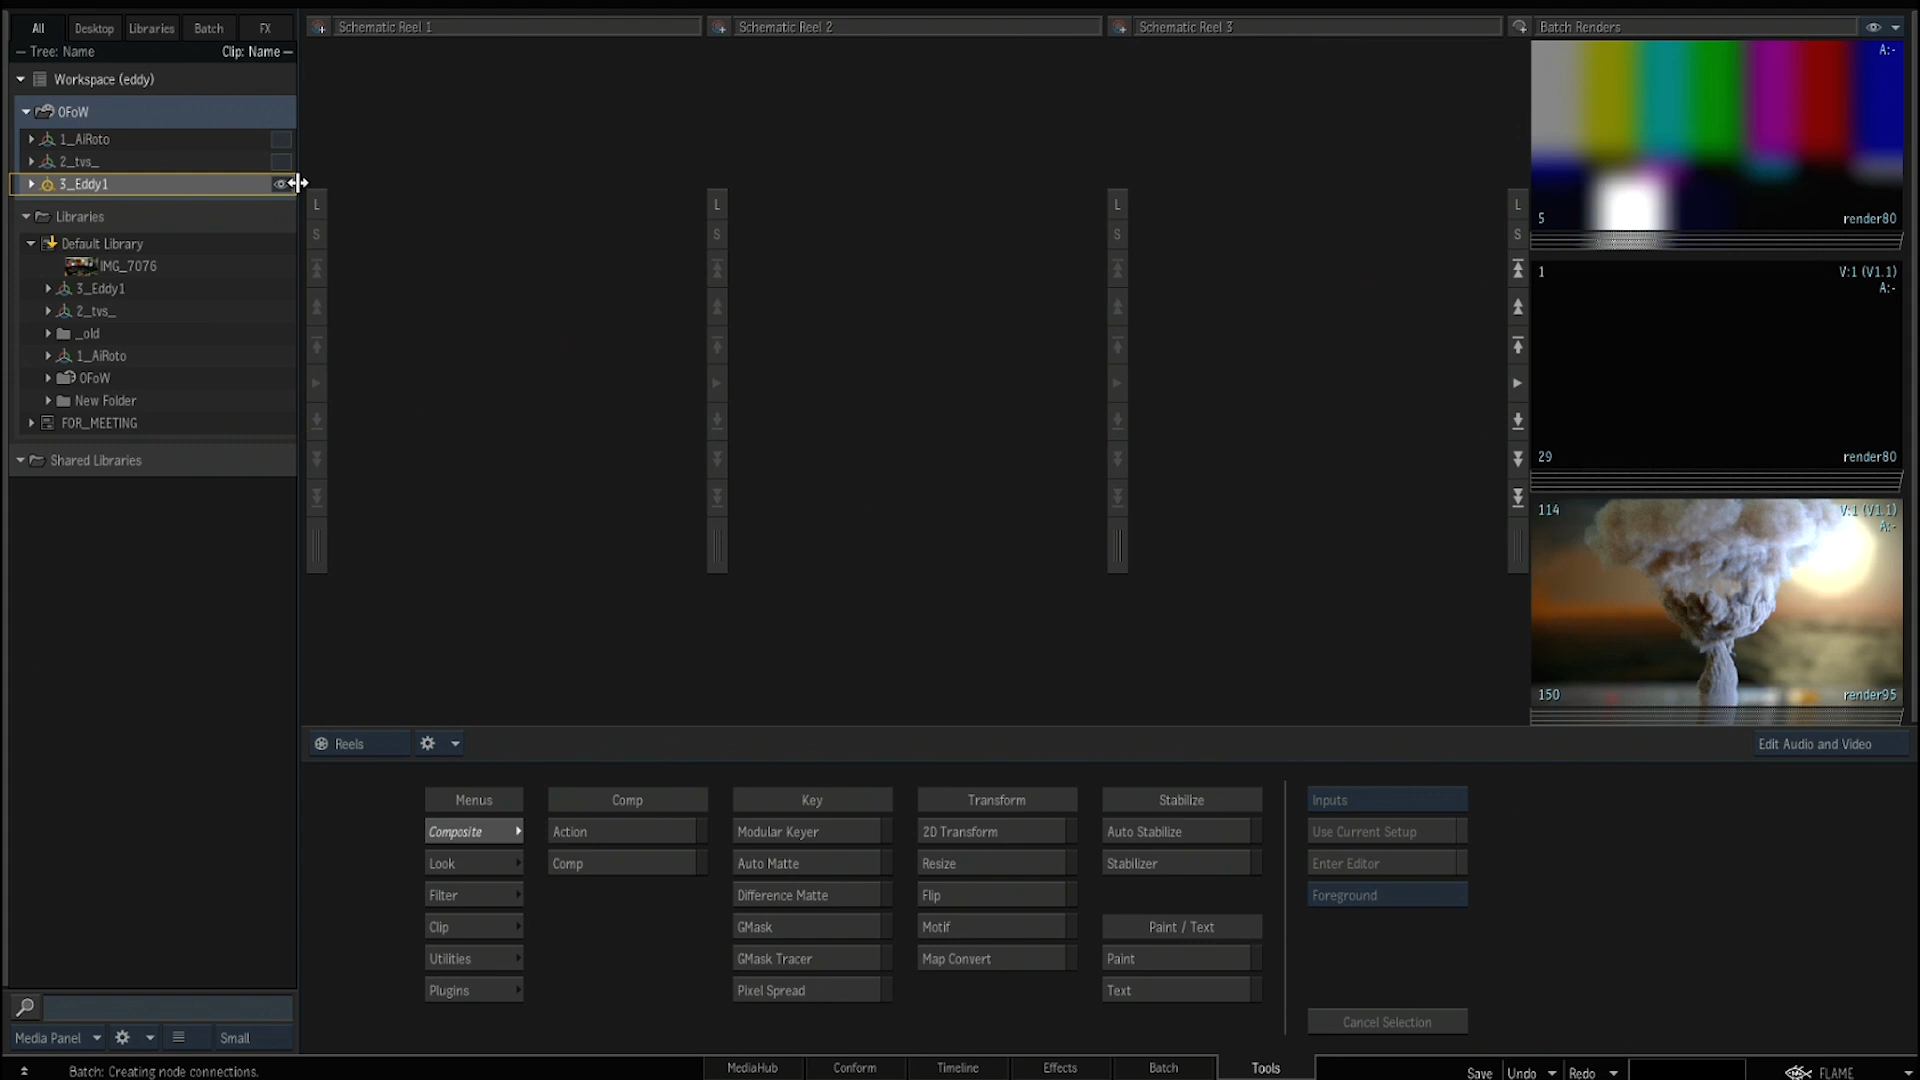 All Desktop Libraries Batch FX
Tree: Name Clip: Name
Workspace (eddy)
OFoW
1_AiRoto
2_tvs_
3_Eddy1
Libraries
Default Library
IMG_7076
3_Eddy1
2_tvs_
_old
1_AiRoto
OFoW
New Folder
FOR_MEETING
Shared Libraries
Media Panel Small
Batch: Creating node connections.
Schematic Reel 1 Schematic Reel 2 Schematic Reel 3 Batch Renders
L L L L
S S S S
A:-
5 render80
1 V:1 (V1.1)
A:-
29 render80
114 V:1 (V1.1)
A:-
150 render95
Reels Edit Audio and Video
Menus Comp Key Transform Stabilize Inputs
Composite Action Modular Keyer 2D Transform Auto Stabilize Use Current Setup
Look Comp Auto Matte Resize Stabilizer Enter Editor
Filter Difference Matte Flip Foreground
Clip GMask Motif Paint / Text
Utilities GMask Tracer Map Convert Paint
Plugins Pixel Spread Text
Cancel Selection
MediaHub Conform Timeline Effects Batch Tools Save Undo Redo FLAME